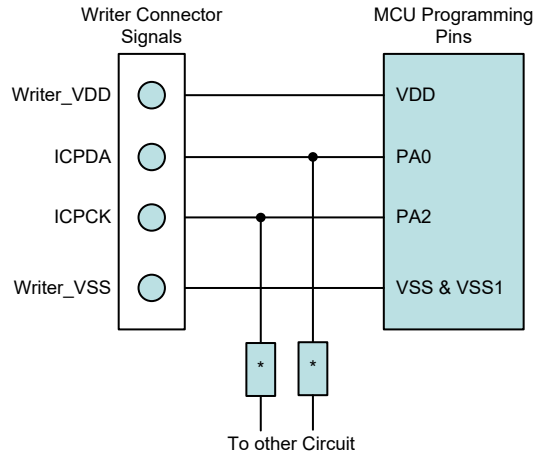 Writer Connector
Signals
MCU Programming
Pins
Writer_VDD
VDD
ICPDA
PA0
ICPCK
PA2
Writer_VSS
VSS & VSS1
*
*
To other Circuit